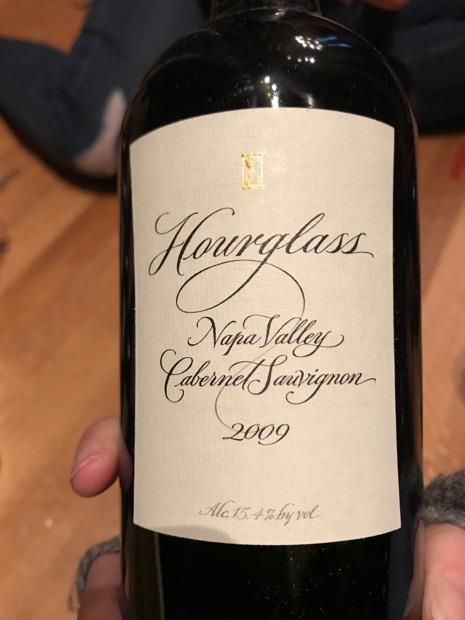 Hourglass
Napa Valley
Cabernet Sauvignon
2009
Alc. 15.4% by vol